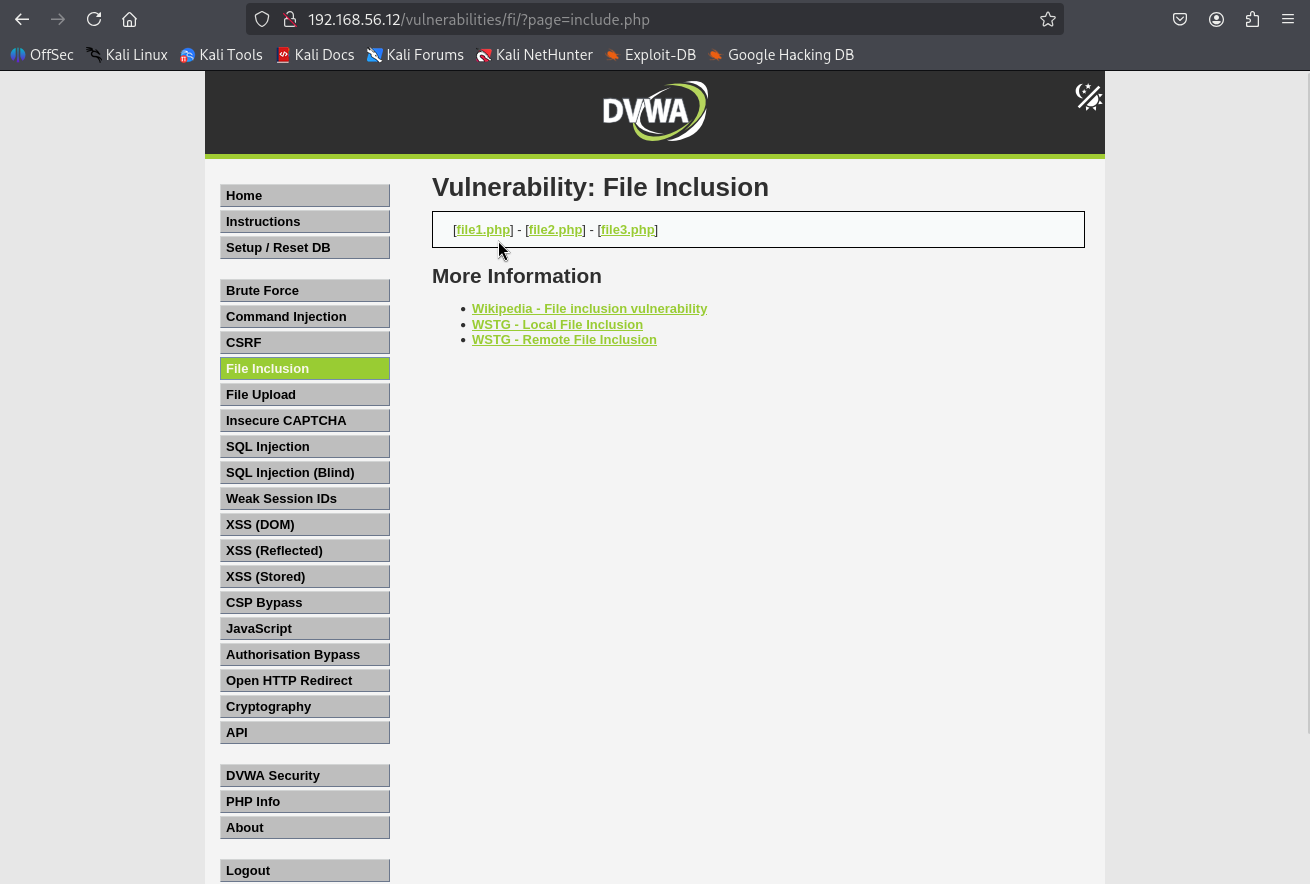 192.168.56.12/vulnerabilities/fi/?page=include.php
OffSec Kali Linux Kali Tools Kali Docs Kali Forums Kali NetHunter Exploit-DB Google Hacking DB
DVWA
Home
Instructions
Setup / Reset DB
Brute Force
Command Injection
CSRF
File Inclusion
File Upload
Insecure CAPTCHA
SQL Injection
SQL Injection (Blind)
Weak Session IDs
XSS (DOM)
XSS (Reflected)
XSS (Stored)
CSP Bypass
JavaScript
Authorisation Bypass
Open HTTP Redirect
Cryptography
API
DVWA Security
PHP Info
About
Logout
Vulnerability: File Inclusion
[file1.php] - [file2.php] - [file3.php]
More Information
• Wikipedia - File inclusion vulnerability
• WSTG - Local File Inclusion
• WSTG - Remote File Inclusion